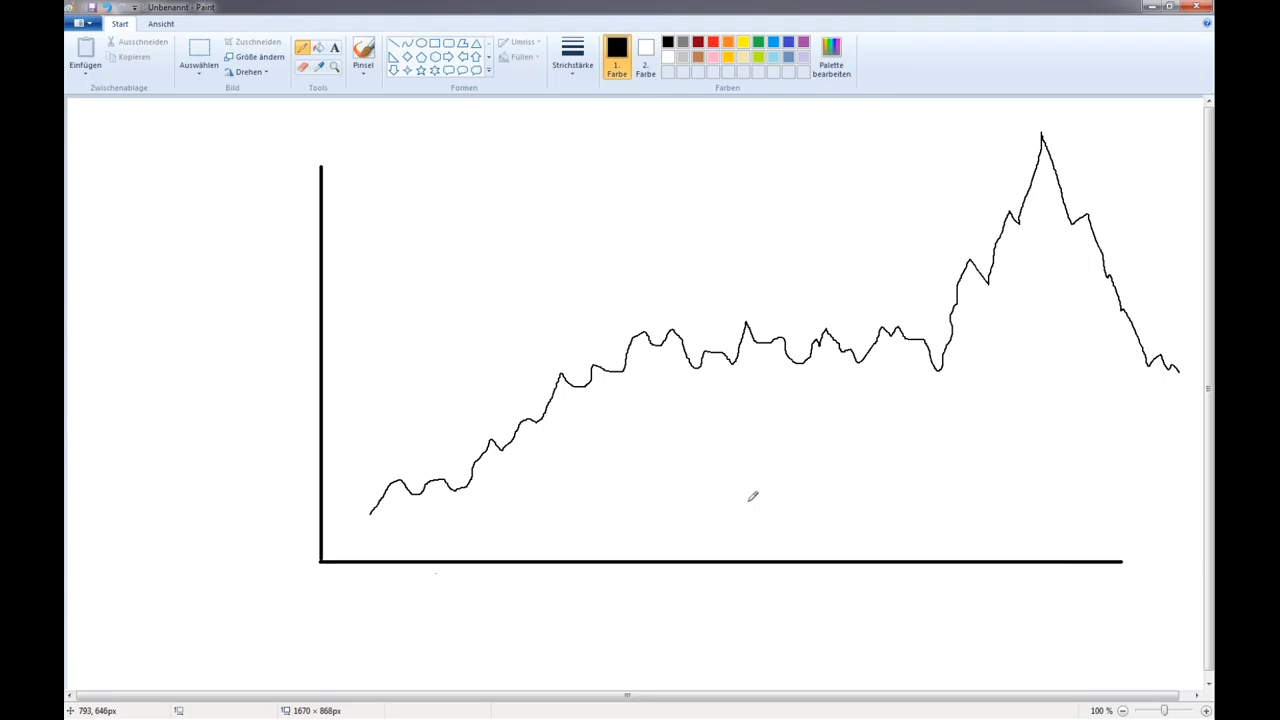 Unbenannt - Paint
Start Ansicht
Einfügen
Ausschneiden
Kopieren
Zwischenablage
Auswählen
Zuschneiden
Größe ändern
Drehen
Bild
A
Tools
Pinsel
Umriss
Füllen
Formen
Strichstärke
1.
Farbe
2.
Farbe
Palette
bearbeiten
Farben
793, 646px
1670 × 868px
100 %